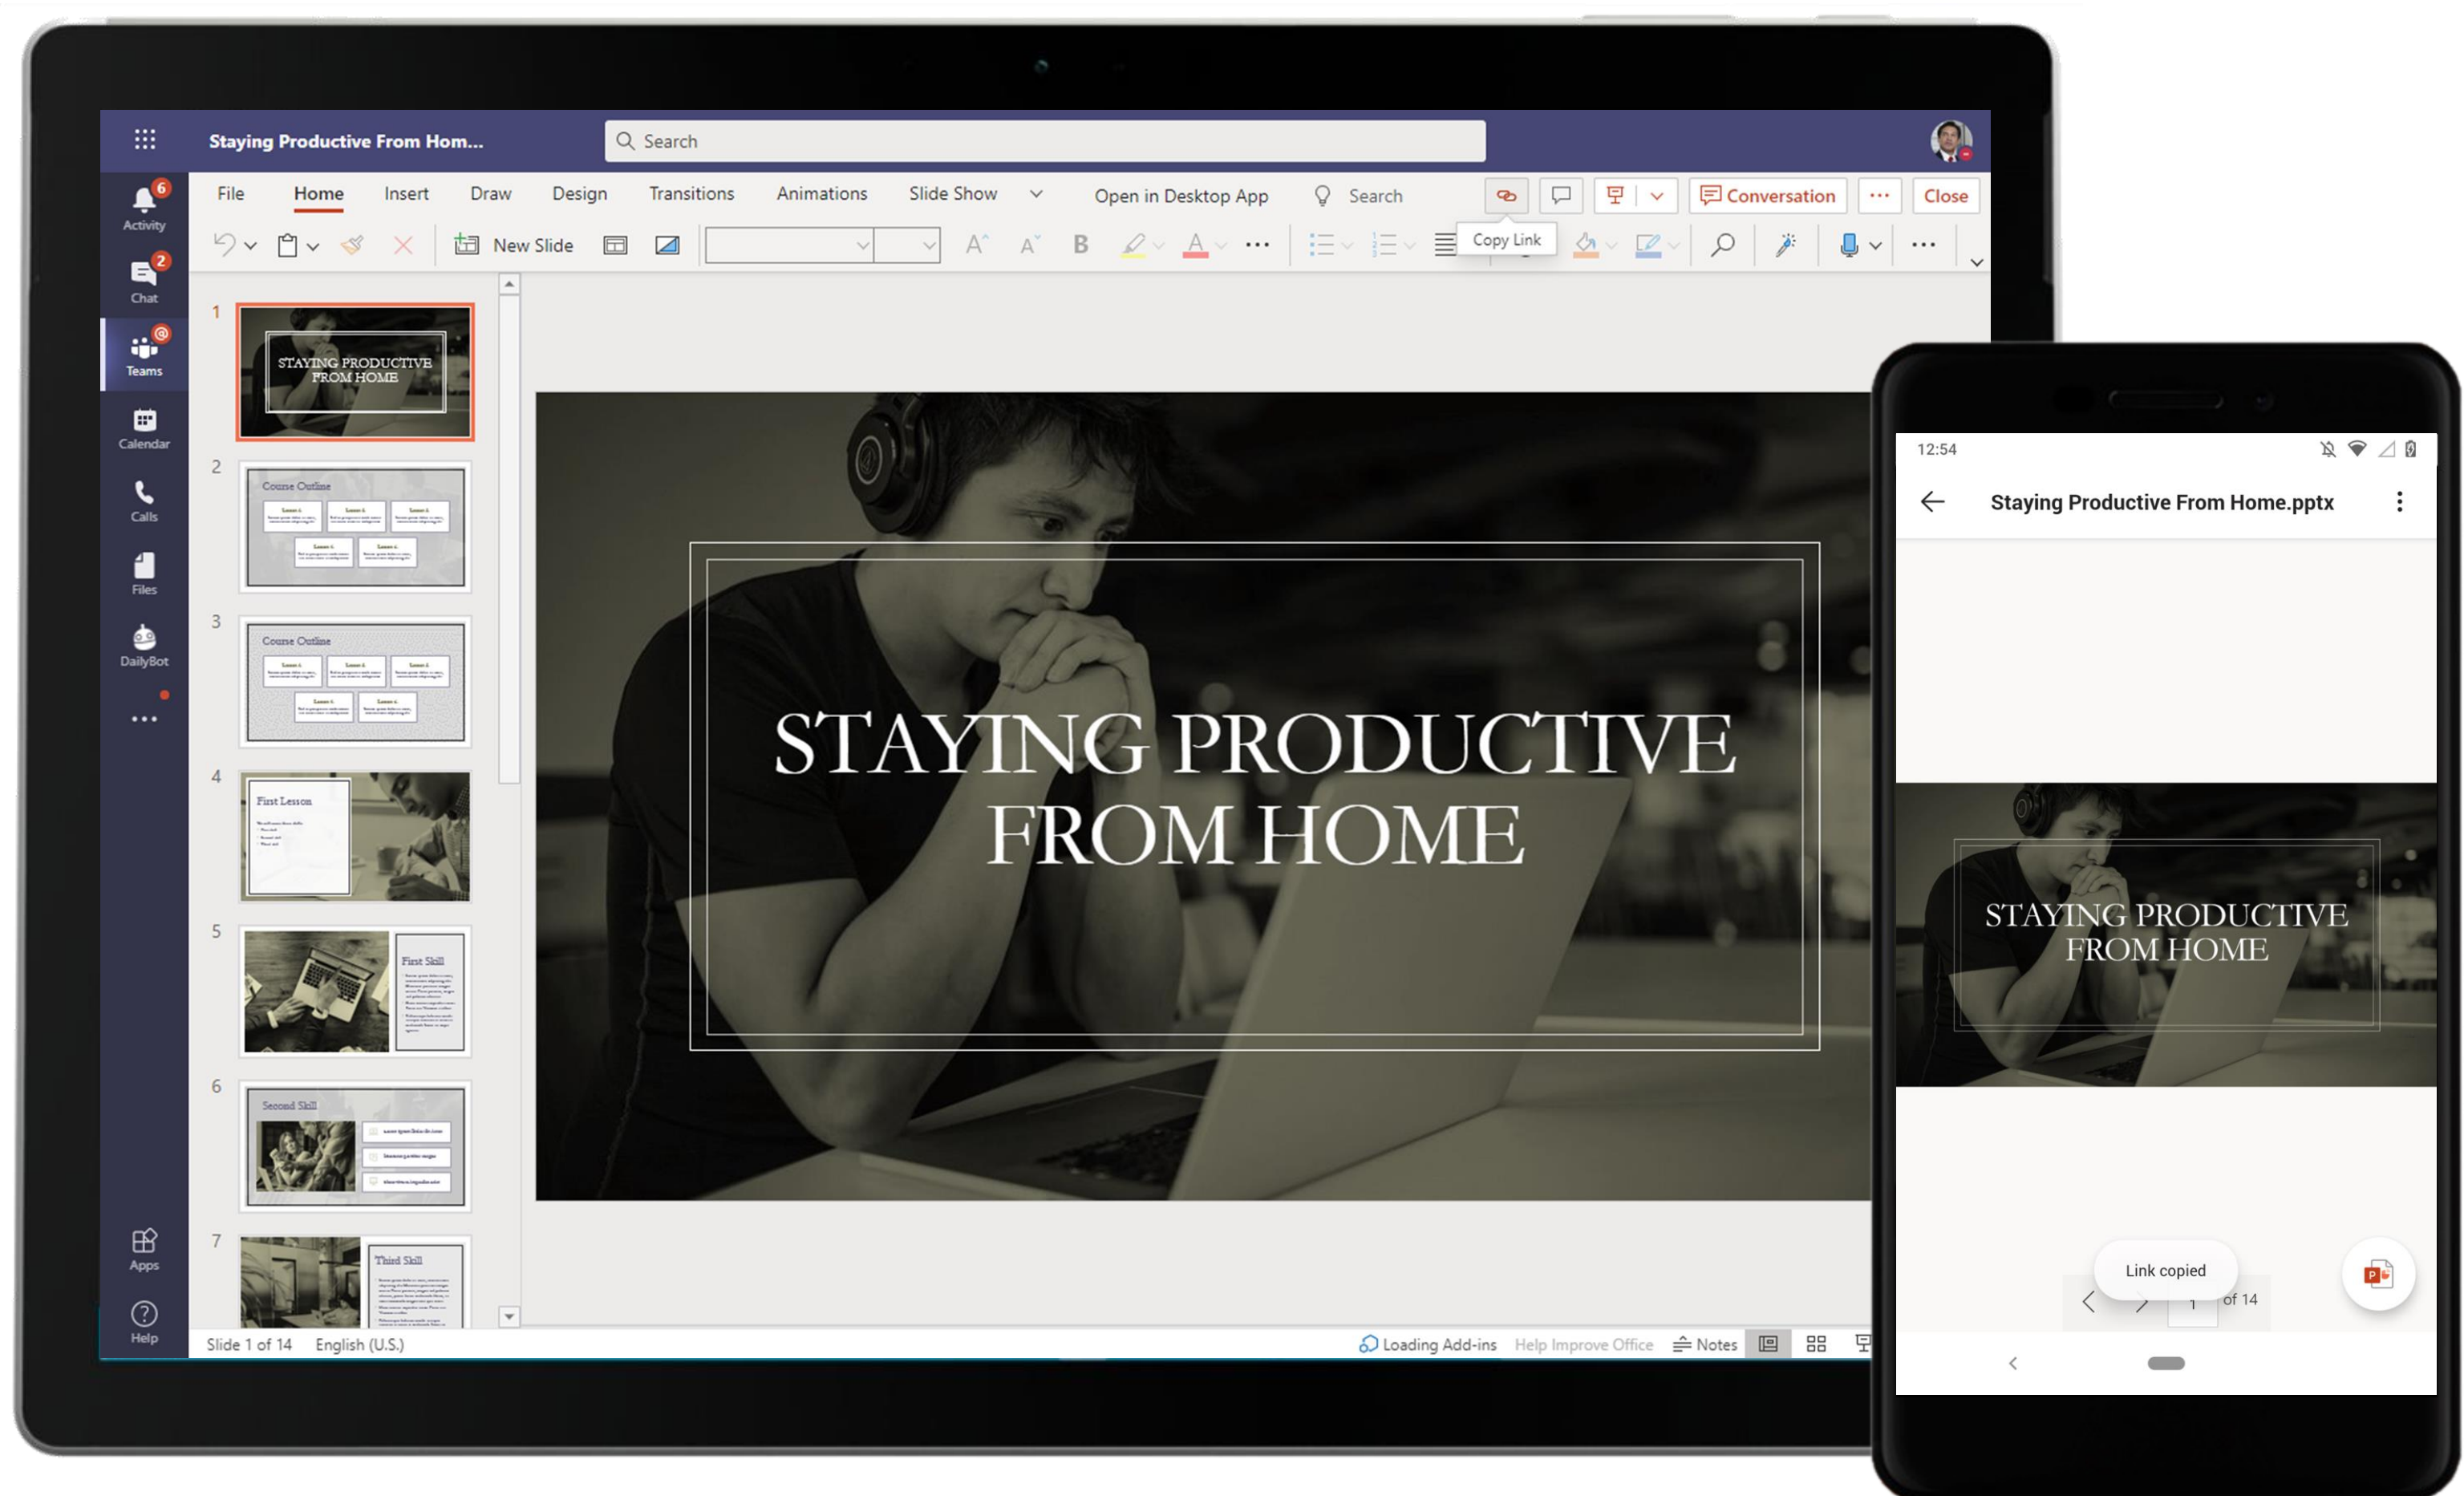 Staying Productive From Hom...
Search
6
Activity
2
Chat
@
Teams
Calendar
Calls
Files
DailyBot
Apps
Help
File Home Insert Draw Design Transitions Animations Slide Show Open in Desktop App Search Conversation Close
New Slide
B
A
Copy Link
1
STAYING PRODUCTIVE
FROM HOME
2
Course Outline
3
Course Outline
4
First Lesson
5
First Skill
6
Second Skill
7
Third Skill
STAYING PRODUCTIVE
FROM HOME
Slide 1 of 14 English (U.S.) Loading Add-ins Help Improve Office Notes
12:54
Staying Productive From Home.pptx
STAYING PRODUCTIVE
FROM HOME
Link copied
1 of 14